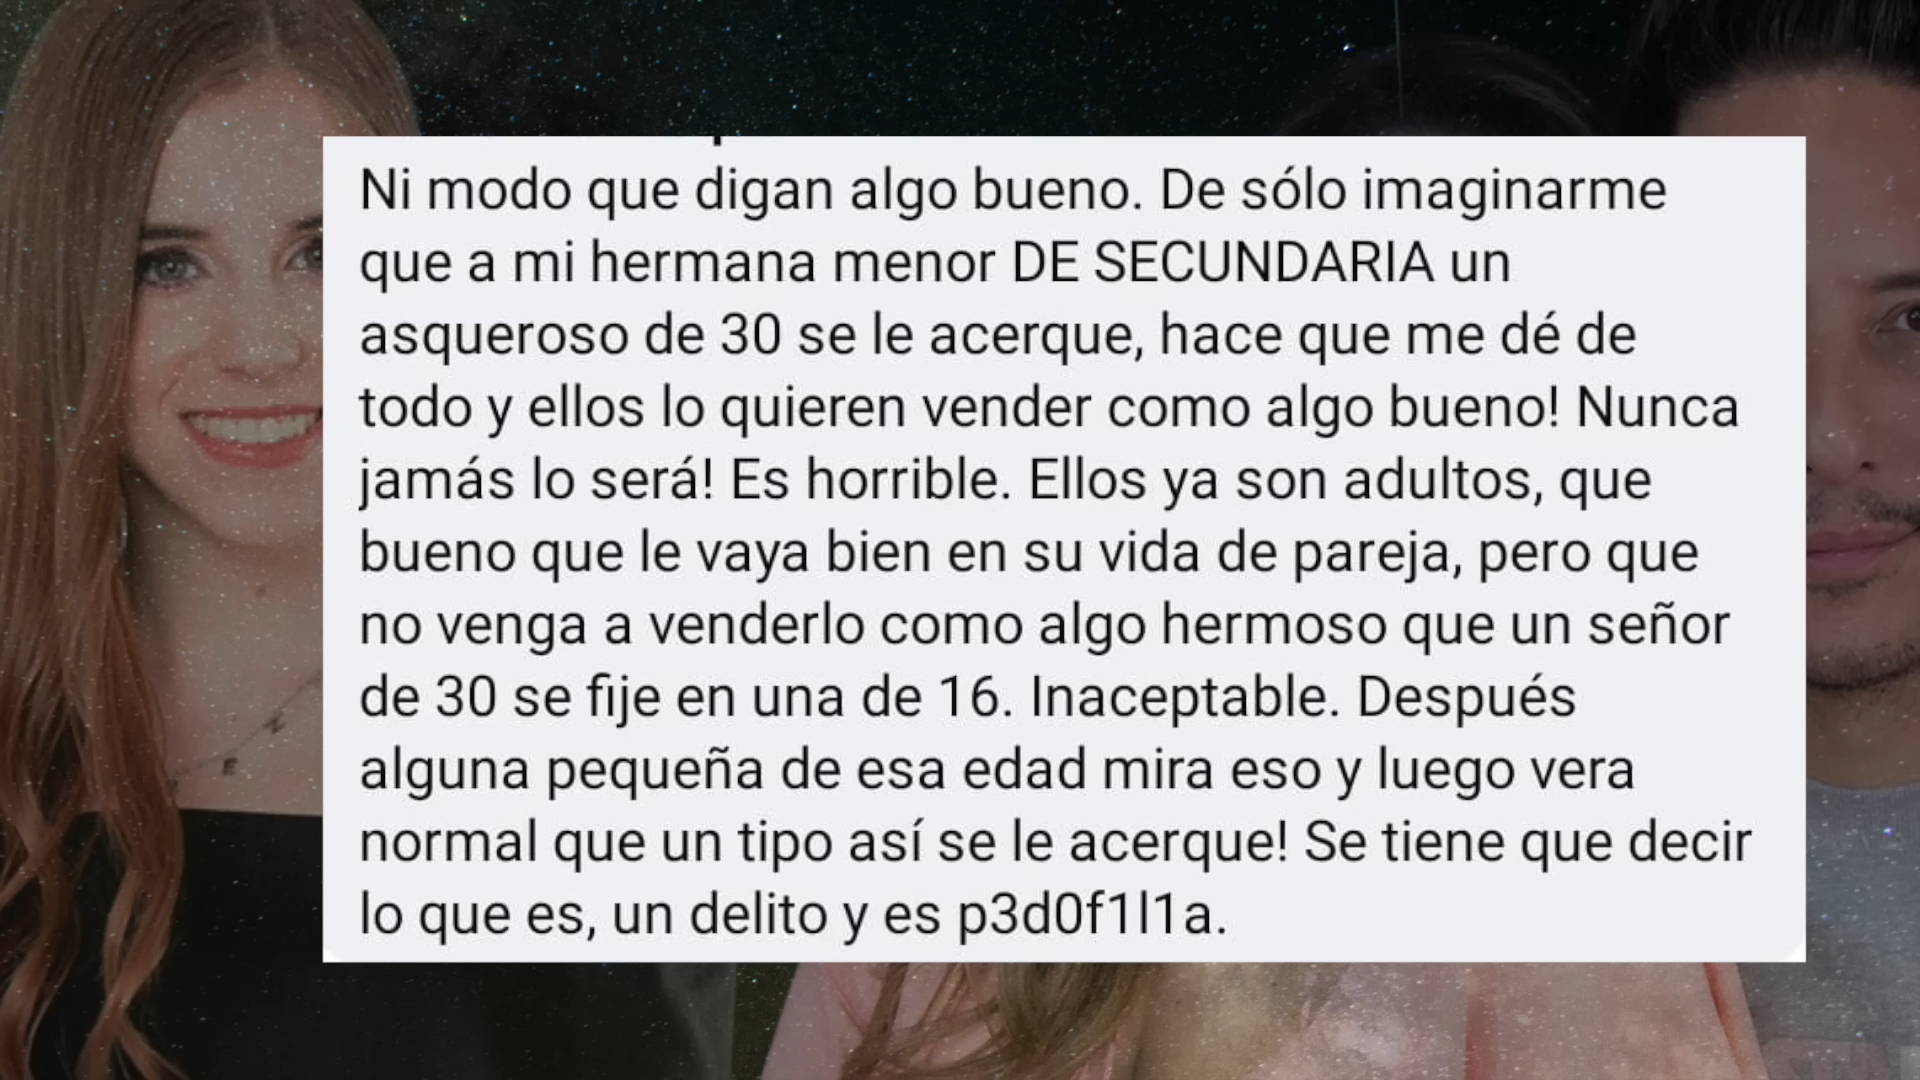 Ni modo que digan algo bueno. De sólo imaginarme
que a mi hermana menor DE SECUNDARIA un
asqueroso de 30 se le acerque, hace que me dé de
todo y ellos lo quieren vender como algo bueno! Nunca
jamás lo será! Es horrible. Ellos ya son adultos, que
bueno que le vaya bien en su vida de pareja, pero que
no venga a venderlo como algo hermoso que un señor
de 30 se fije en una de 16. Inaceptable. Después
alguna pequeña de esa edad mira eso y luego vera
normal que un tipo así se le acerque! Se tiene que decir
lo que es, un delito y es p3d0f1l1a.